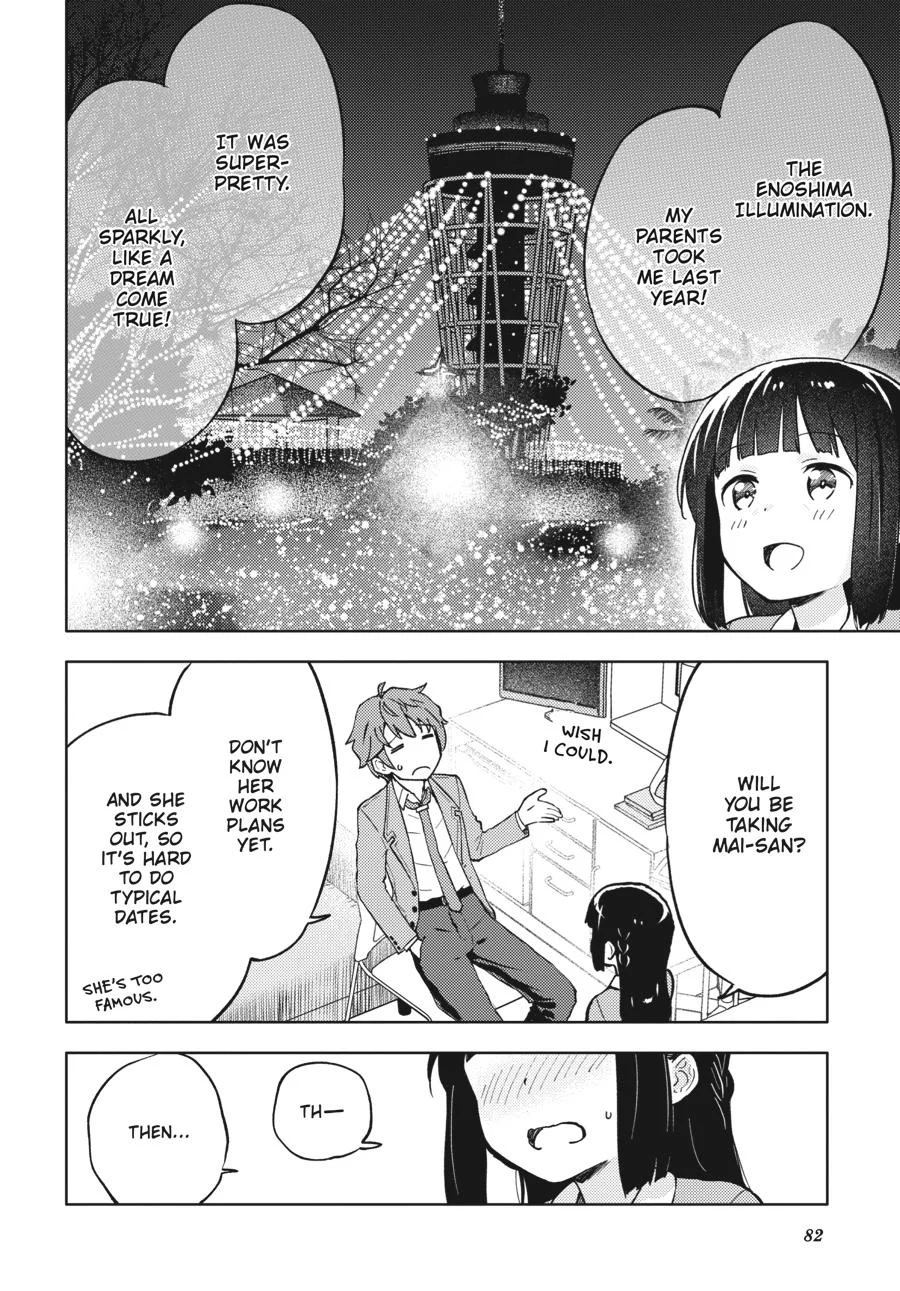 THE
ENOSHIMA
ILLUMINATION.
MY
PARENTS
TOOK
ME LAST
YEAR!
IT WAS
SUPER-
PRETTY.
ALL
SPARKLY,
LIKE A
DREAM
COME
TRUE!
WILL
YOU BE
TAKING
MAI-SAN?
WISH
I COULD.
DON'T
KNOW
HER
WORK
PLANS
YET.
AND SHE
STICKS
OUT, SO
IT'S HARD
TO DO
TYPICAL
DATES.
SHE'S TOO
FAMOUS.
TH—
THEN...
82